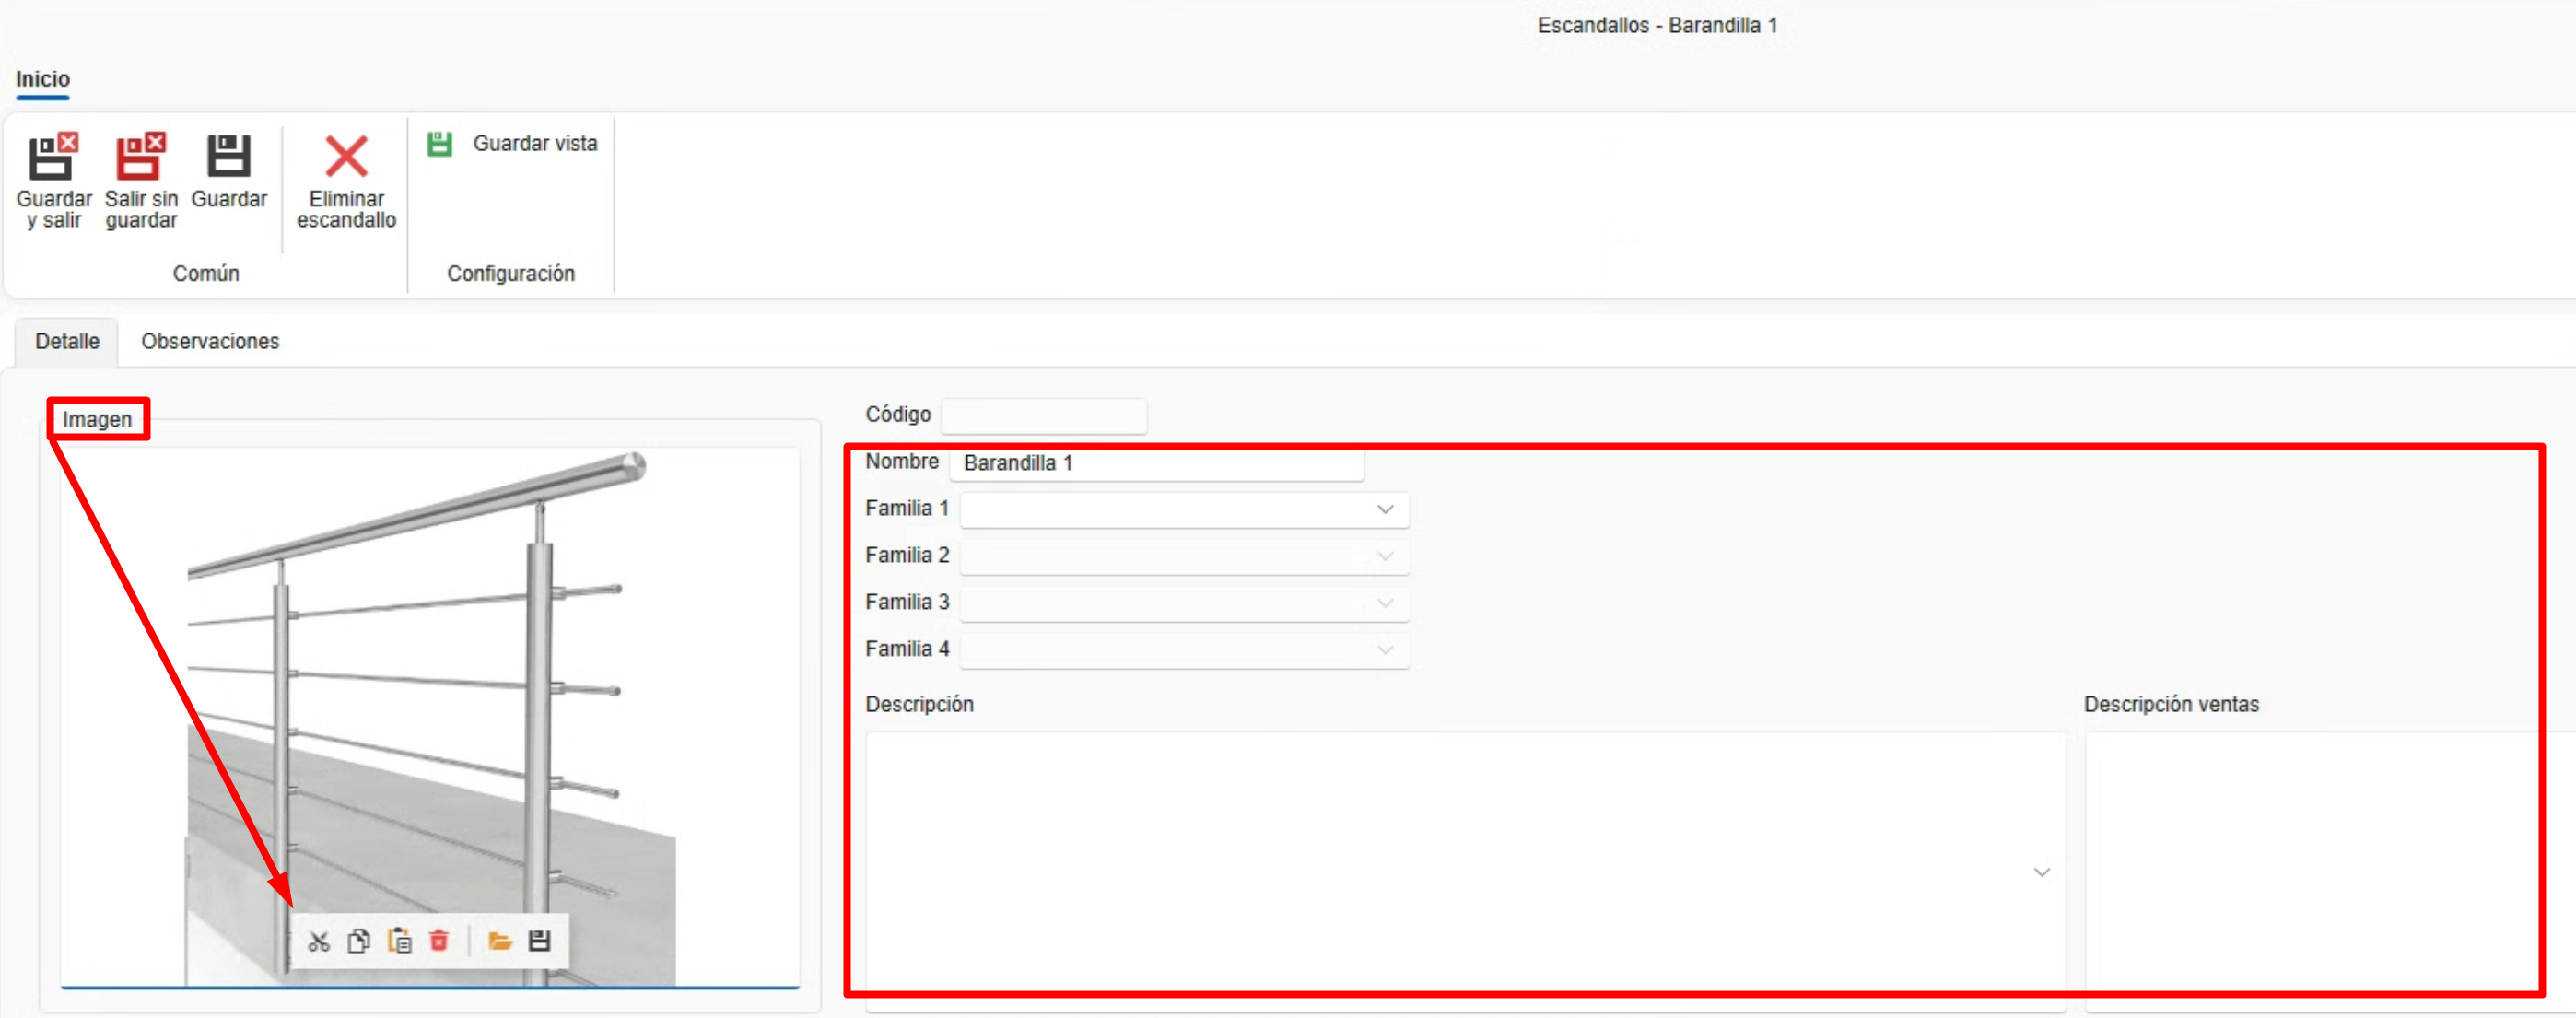 Escandallos - Barandilla 1
Inicio
Guardar y salir
Salir sin guardar
Guardar
Eliminar escandallo
Guardar vista
Común
Configuración
Detalle
Observaciones
Imagen
Código
Nombre Barandilla 1
Familia 1
Familia 2
Familia 3
Familia 4
Descripción
Descripción ventas